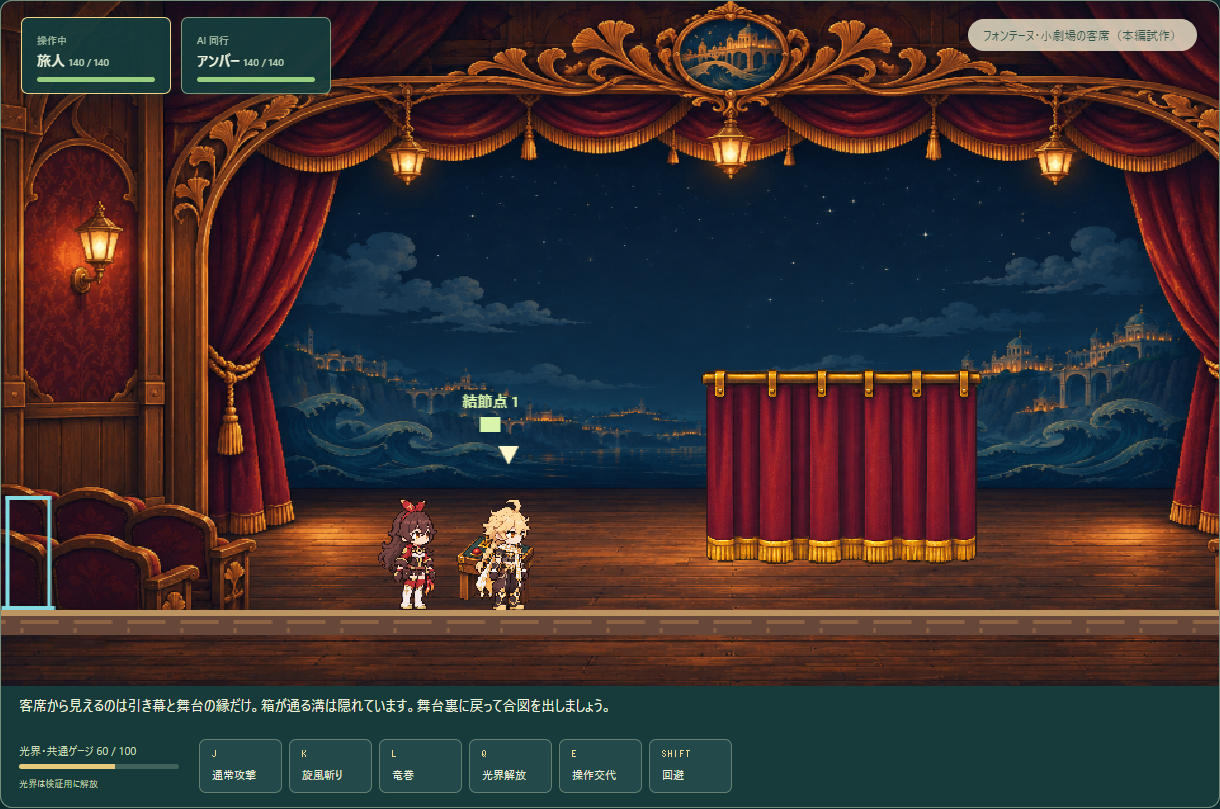 操作中
旅人 140 / 140
AI 同行
アンバー 140 / 140
フォンテーヌ・小劇場の客席（本編試作）
結節点 1
客席から見えるのは引き幕と舞台の縁だけ。箱が通る溝は隠れています。舞台裏に戻って合図を出しましょう。
光界・共通ゲージ 60 / 100
光界は検証用に解放
J
通常攻撃
K
旋風斬り
L
竜巻
Q
光界解放
E
操作交代
SHIFT
回避